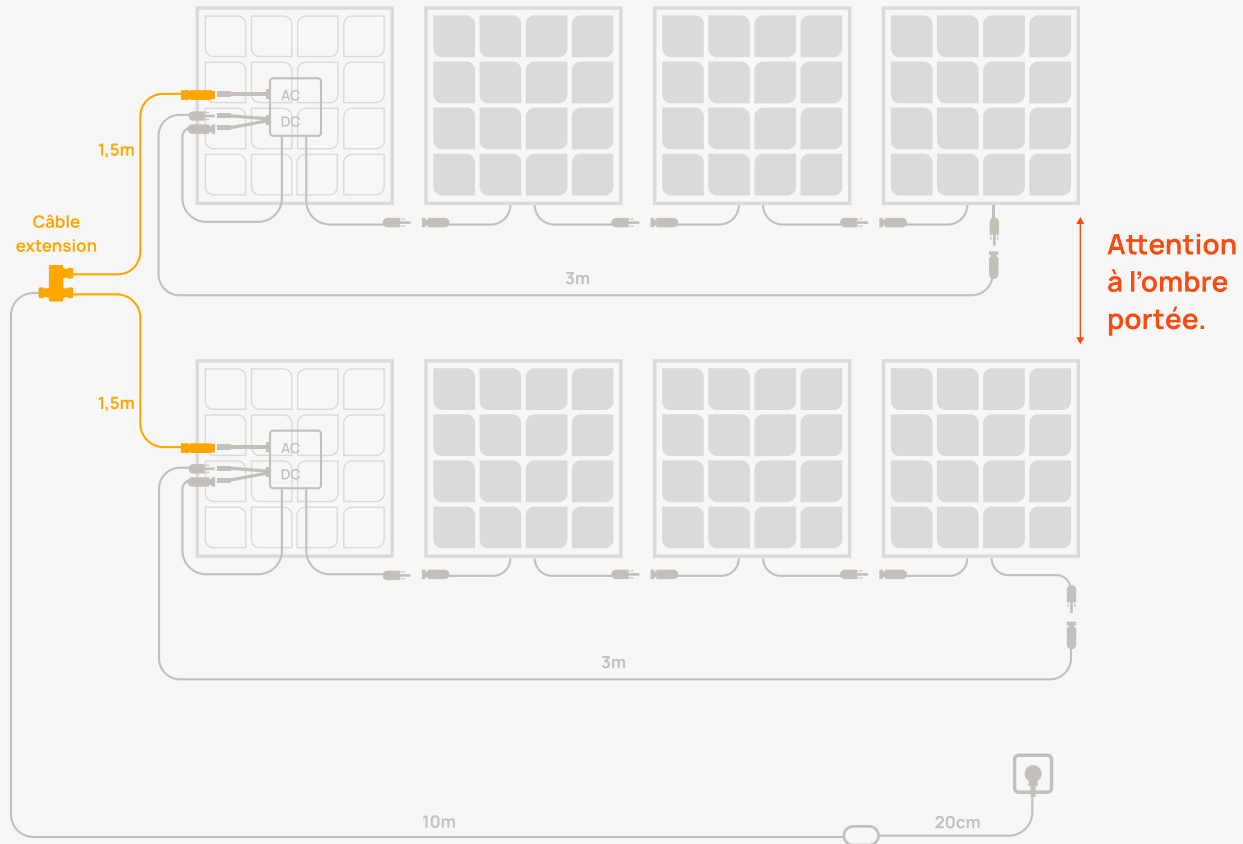 AC
DC
1,5m
Câble
extension
3m
Attention
à l’ombre
portée.
1,5m
AC
DC
3m
10m
20cm